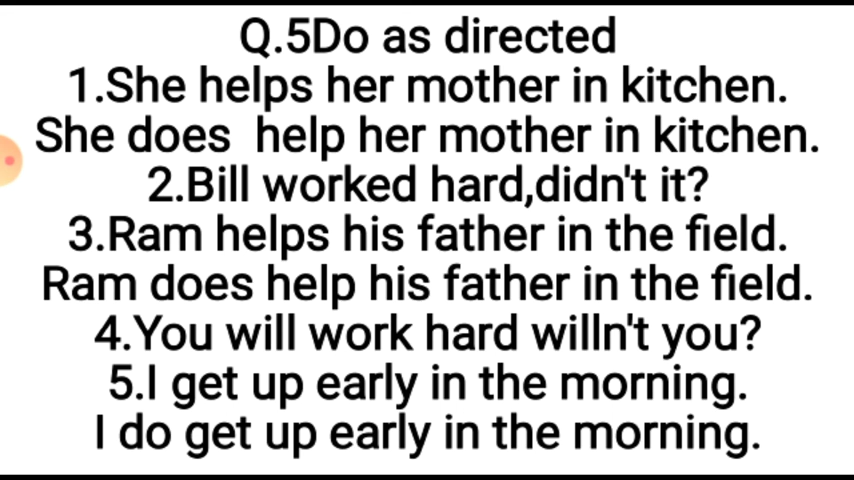 Q.5Do as directed
1.She helps her mother in kitchen.
She does  help her mother in kitchen.
2.Bill worked hard,didn't it?
3.Ram helps his father in the field.
Ram does help his father in the field.
4.You will work hard willn't you?
5.I get up early in the morning.
I do get up early in the morning.